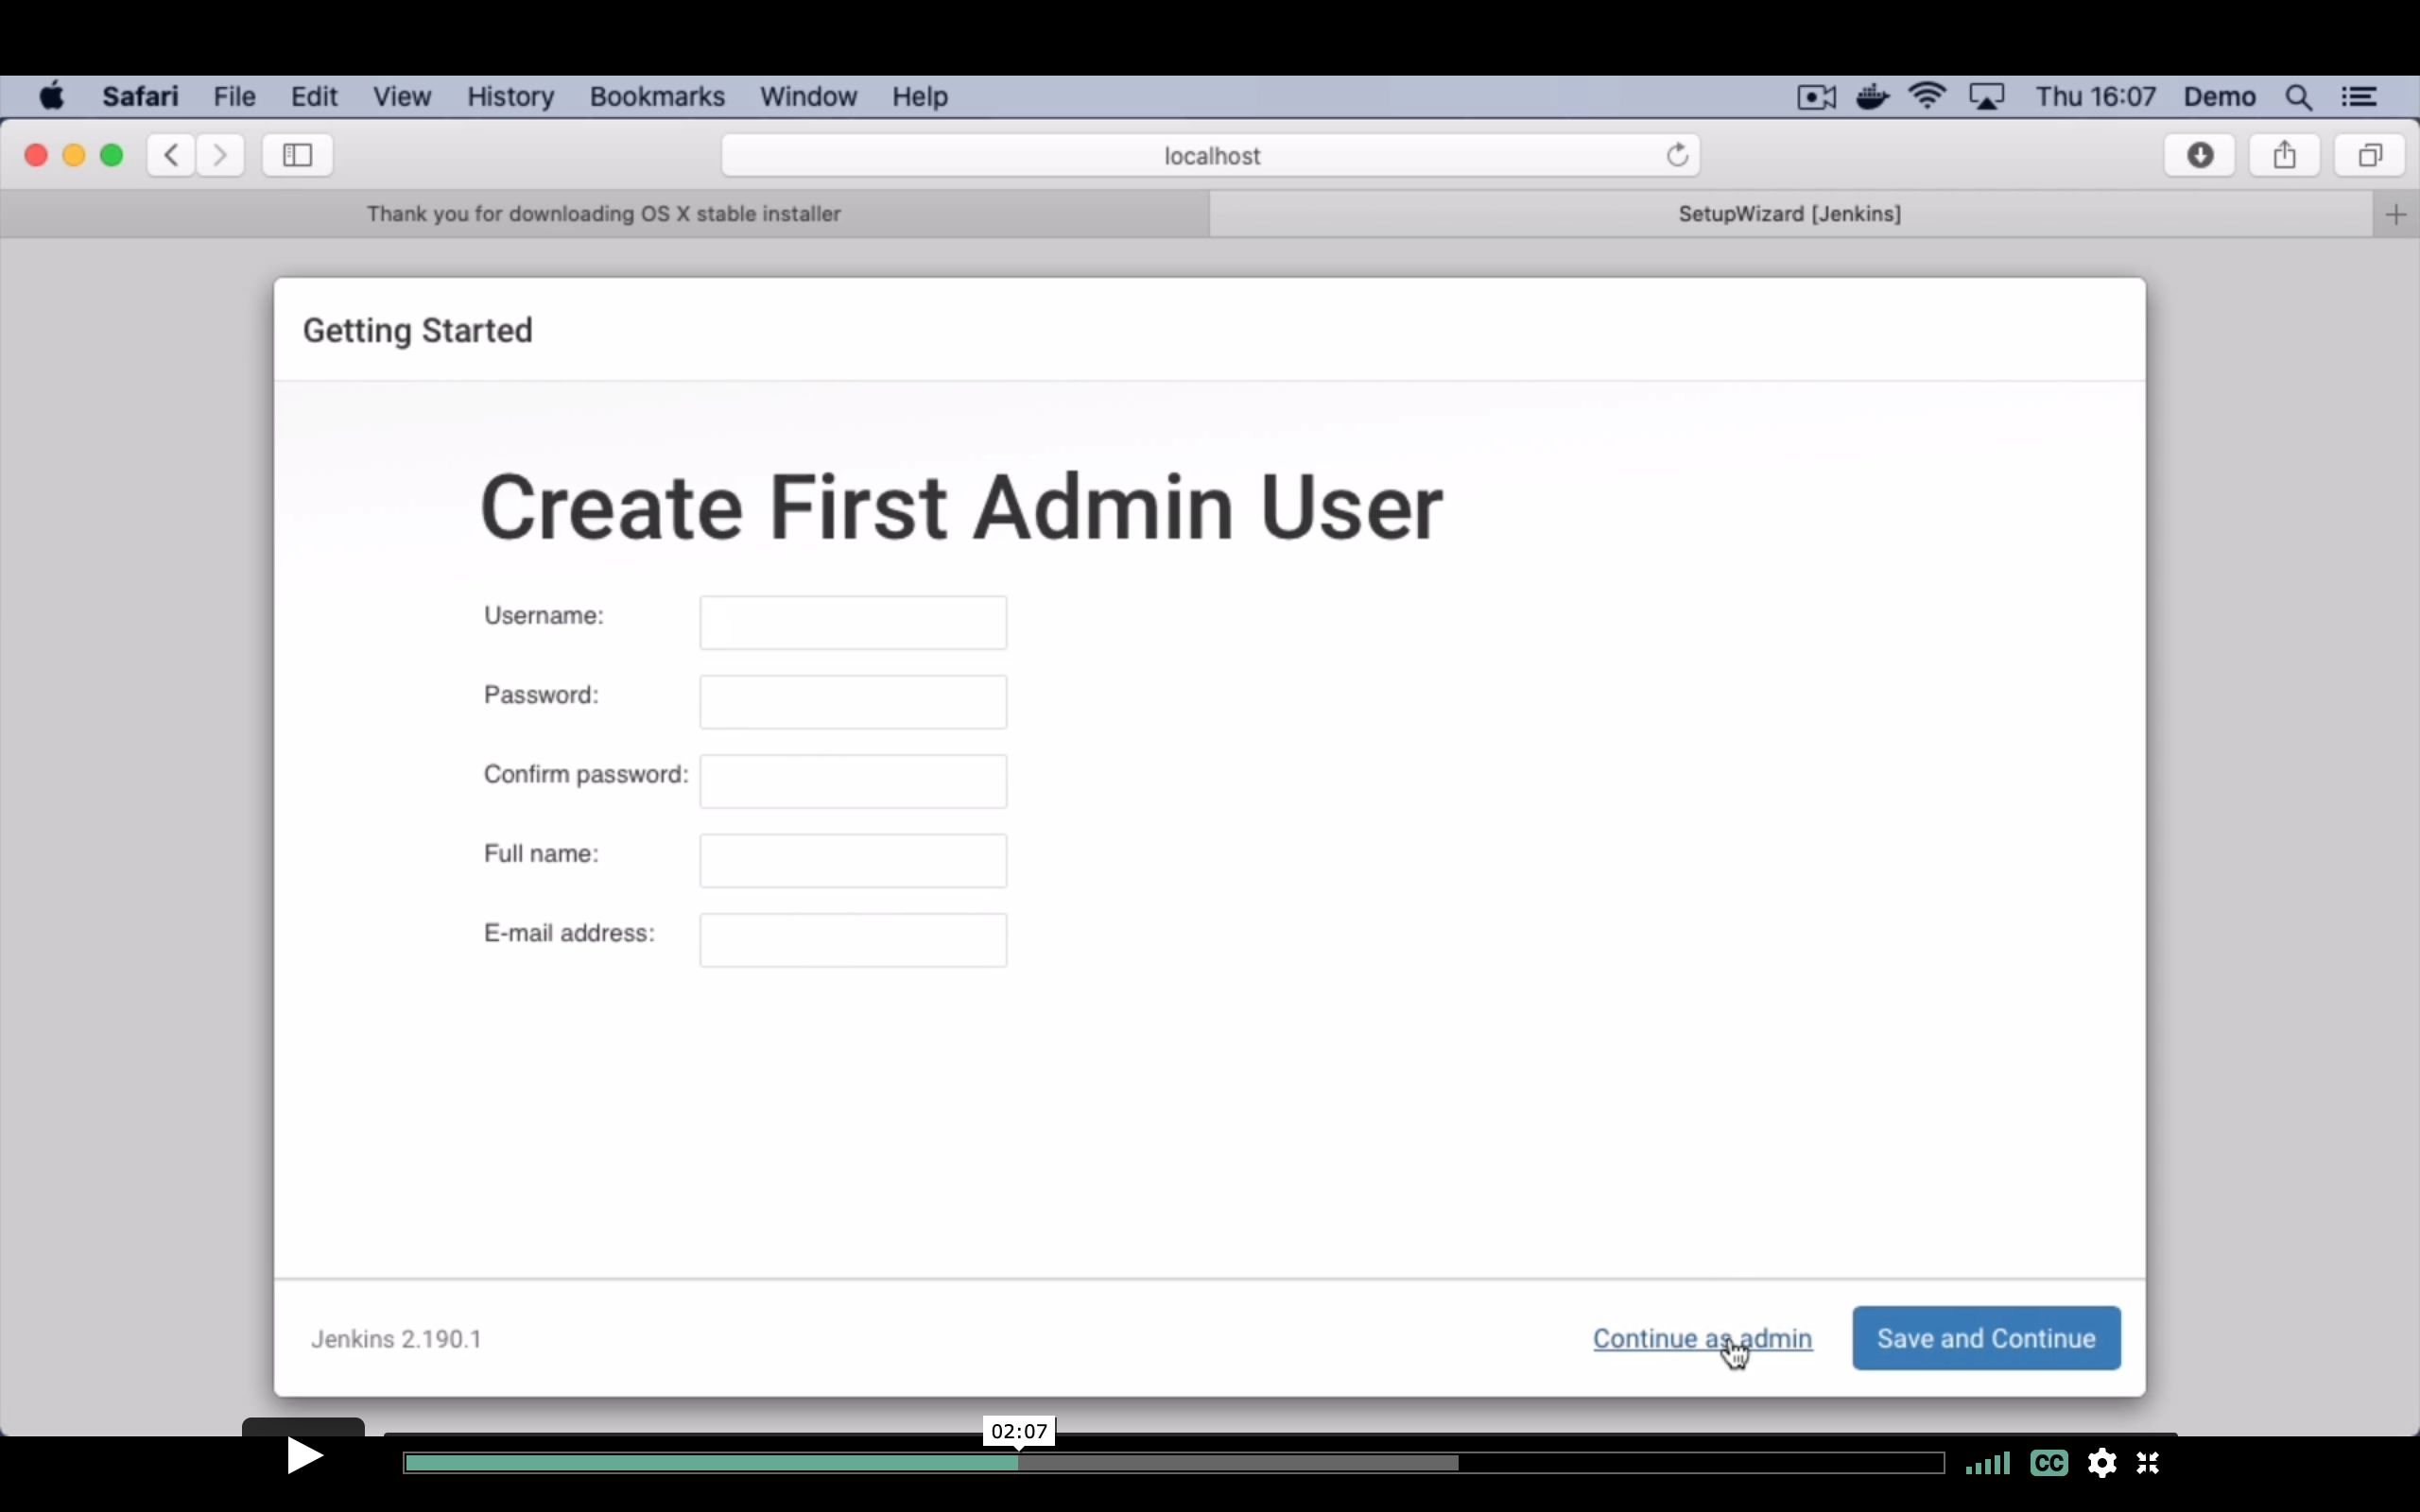 Safari File Edit View History Bookmarks Window Help Thu 16:07 Demo
localhost
Thank you for downloading OS X stable installer SetupWizard [Jenkins]
Getting Started
Create First Admin User
Username:
Password:
Confirm password:
Full name:
E-mail address:
Jenkins 2.190.1 Continue as admin Save and Continue
02:07
CC